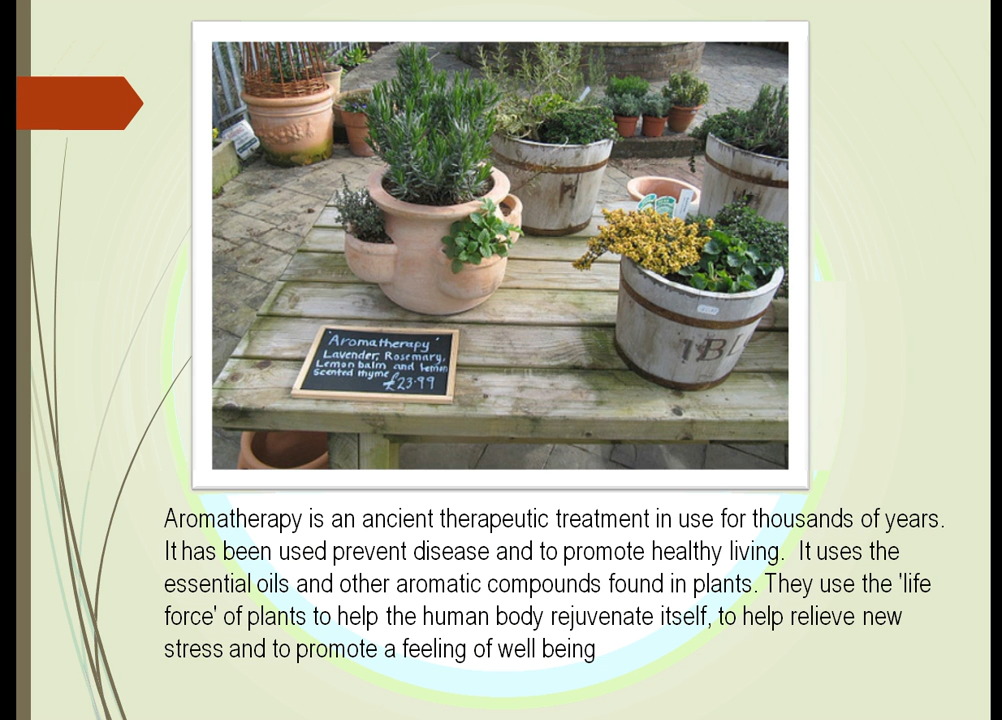 'Aromatherapy'
Lavender, Rosemary,
Lemon balm and lemon
scented thyme
£23.99
Aromatherapy is an ancient therapeutic treatment in use for thousands of years.
It has been used prevent disease and to promote healthy living. It uses the
essential oils and other aromatic compounds found in plants. They use the 'life
force' of plants to help the human body rejuvenate itself, to help relieve new
stress and to promote a feeling of well being